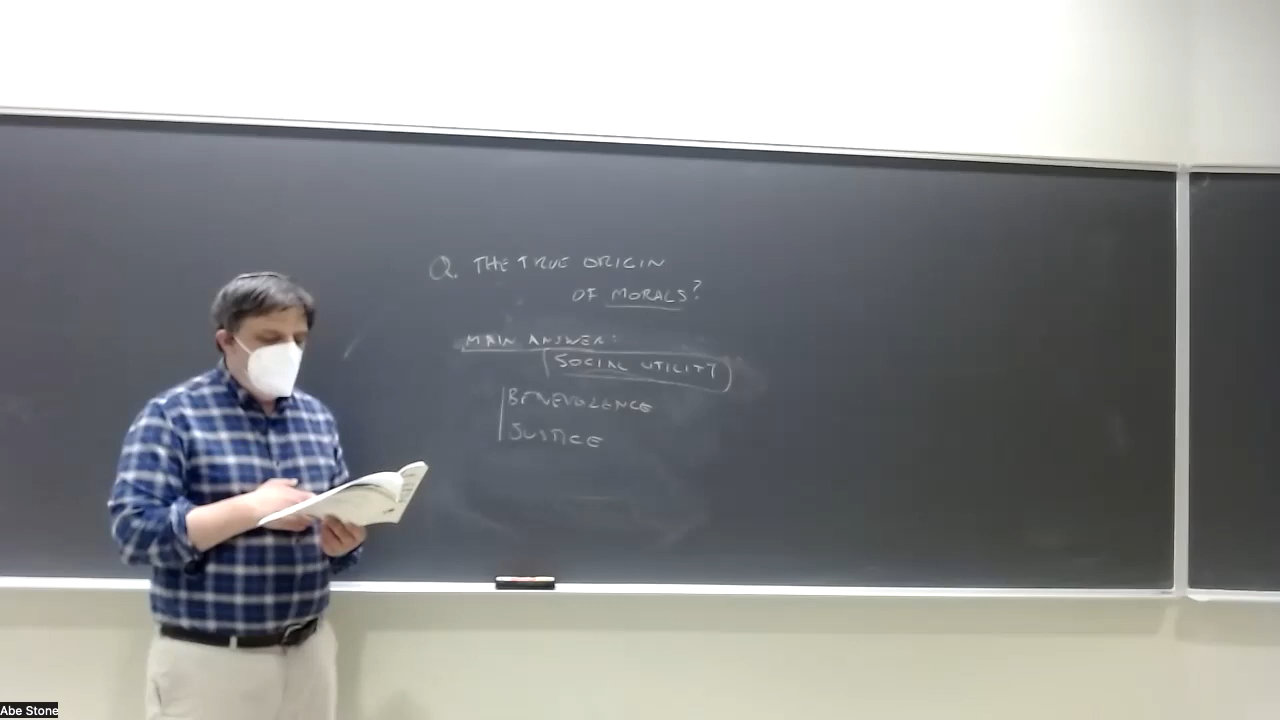 Q. THE TRUE ORIGIN
OF MORALS?
MAIN ANSWER:
SOCIAL UTILITY
BENEVOLENCE
JUSTICE
Abe Stone